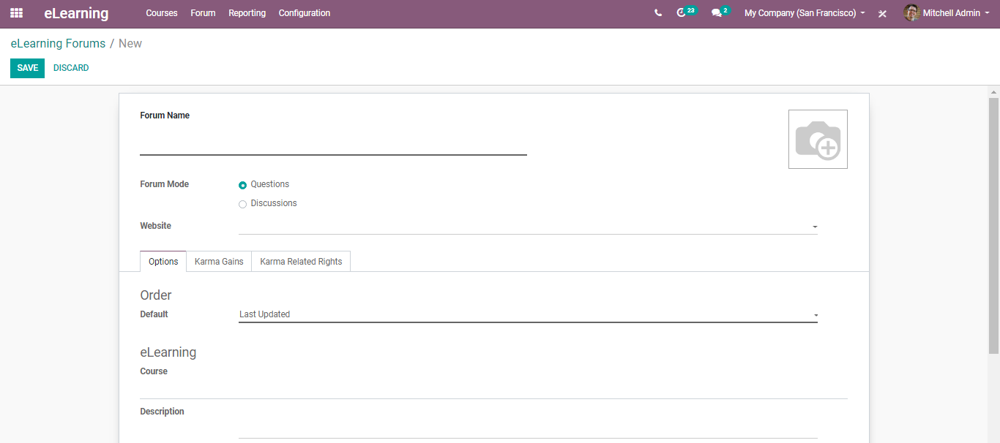 eLearning Courses Forum Reporting Configuration 23 2 My Company (San Francisco) Mitchell Admin
eLearning Forums / New
SAVE DISCARD
Forum Name
Forum Mode Questions
Discussions
Website
Options Karma Gains Karma Related Rights
Order
Default Last Updated
eLearning
Course
Description